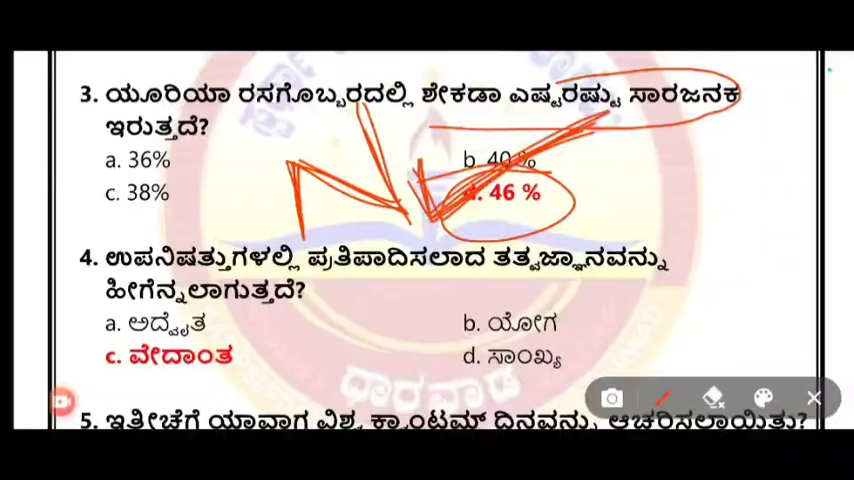 3. ಯೂರಿಯಾ ರಸಗೊಬ್ಬರದಲ್ಲಿ ಶೇಕಡಾ ಎಷ್ಟರಷ್ಟು ಸಾರಜನಕ
ಇರುತ್ತದೆ?
a. 36% b. 40 %
c. 38% d. 46 %
N
4. ಉಪನಿಷತ್ತುಗಳಲ್ಲಿ ಪ್ರತಿಪಾದಿಸಲಾದ ತತ್ವಜ್ಞಾನವನ್ನು
ಹೀಗೆನ್ನಲಾಗುತ್ತದೆ?
a. ಅದ್ವೈತ b. ಯೋಗ
c. ವೇದಾಂತ d. ಸಾಂಖ್ಯ
ಧಾರವಾಡ
5. ಇತ್ತೀಚೆಗೆ ಯಾವಾಗ ವಿಶ್ವ ಕ್ವಾಂಟಮ್ ದಿನವನ್ನು ಆಚರಿಸಲಾಯಿತು?